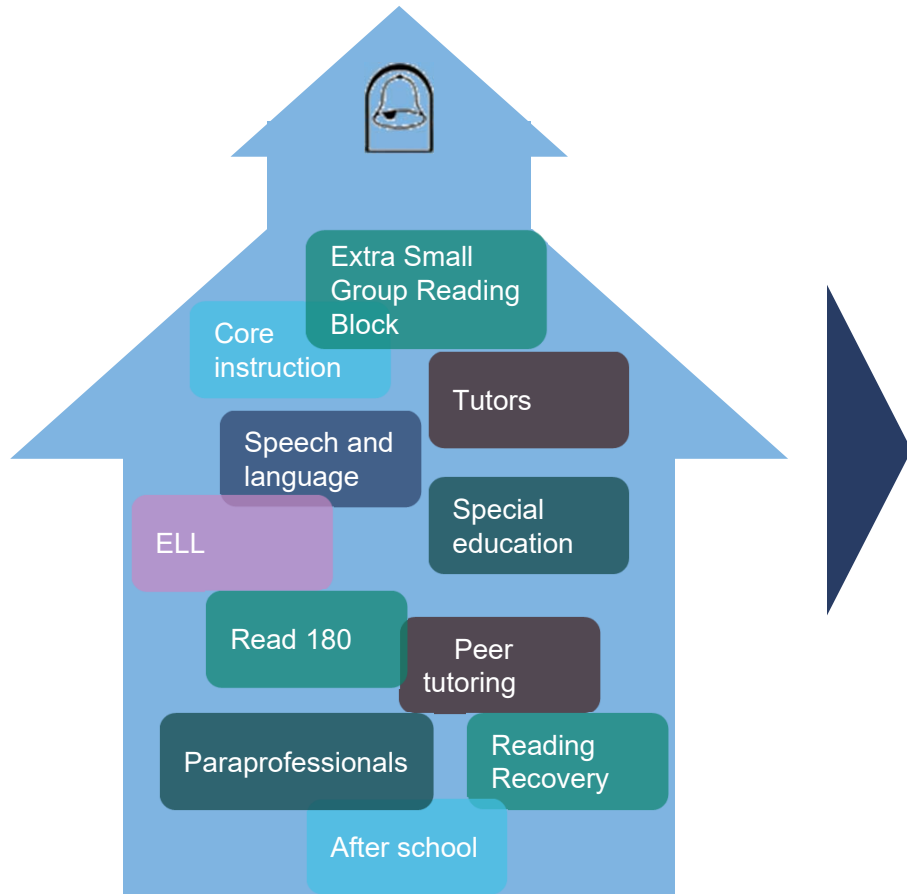 Extra Small
Group Reading
Block
Core
instruction
Tutors
Speech and
language
Special
education
ELL
Read 180
Peer
tutoring
Paraprofessionals
Reading
Recovery
After school